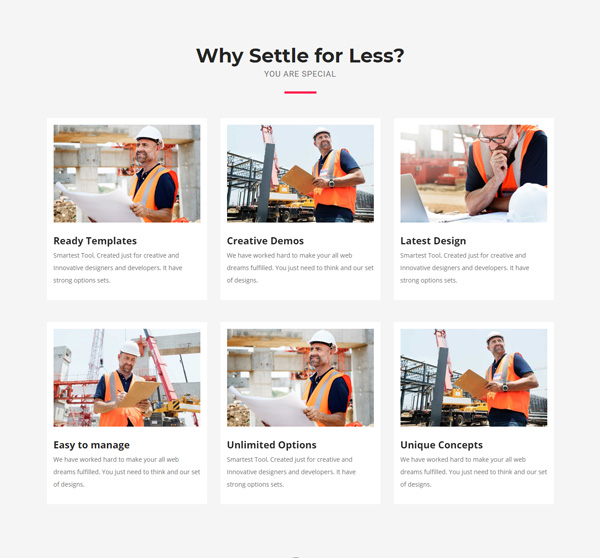 Why Settle for Less?
YOU ARE SPECIAL
Ready Templates
Smartest Tool, Created just for creative and
innovative designers and developers. It have
strong options sets.
Creative Demos
We have worked hard to make your all web
dreams fulfilled. You just need to think and our set
of designs.
Latest Design
Smartest Tool, Created just for creative and
innovative designers and developers. It have
strong options sets.
Easy to manage
We have worked hard to make your all web
dreams fulfilled. You just need to think and our set
of designs.
Unlimited Options
Smartest Tool, Created just for creative and
innovative designers and developers. It have
strong options sets.
Unique Concepts
We have worked hard to make your all web
dreams fulfilled. You just need to think and our set
of designs.